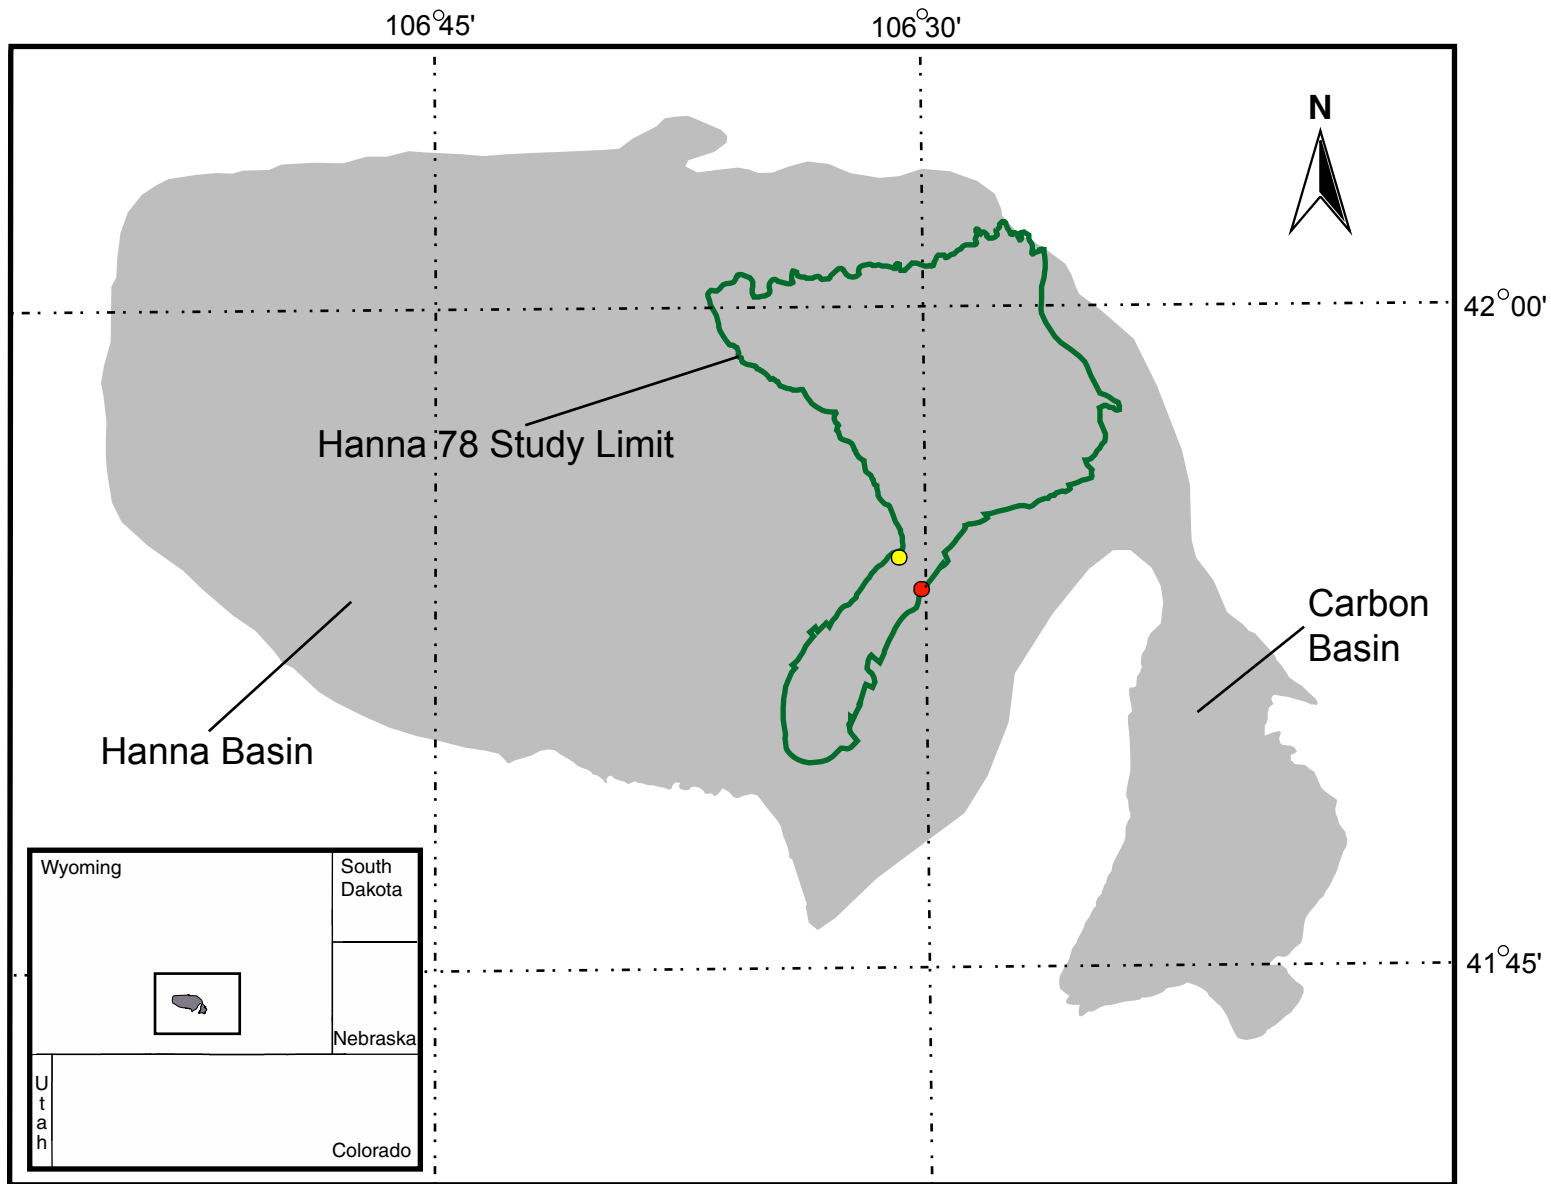 106°45'
106°30'
N
42°00'
Hanna 78 Study Limit
Carbon
Basin
Hanna Basin
Wyoming
South
Dakota
41°45'
Nebraska
Utah
Colorado